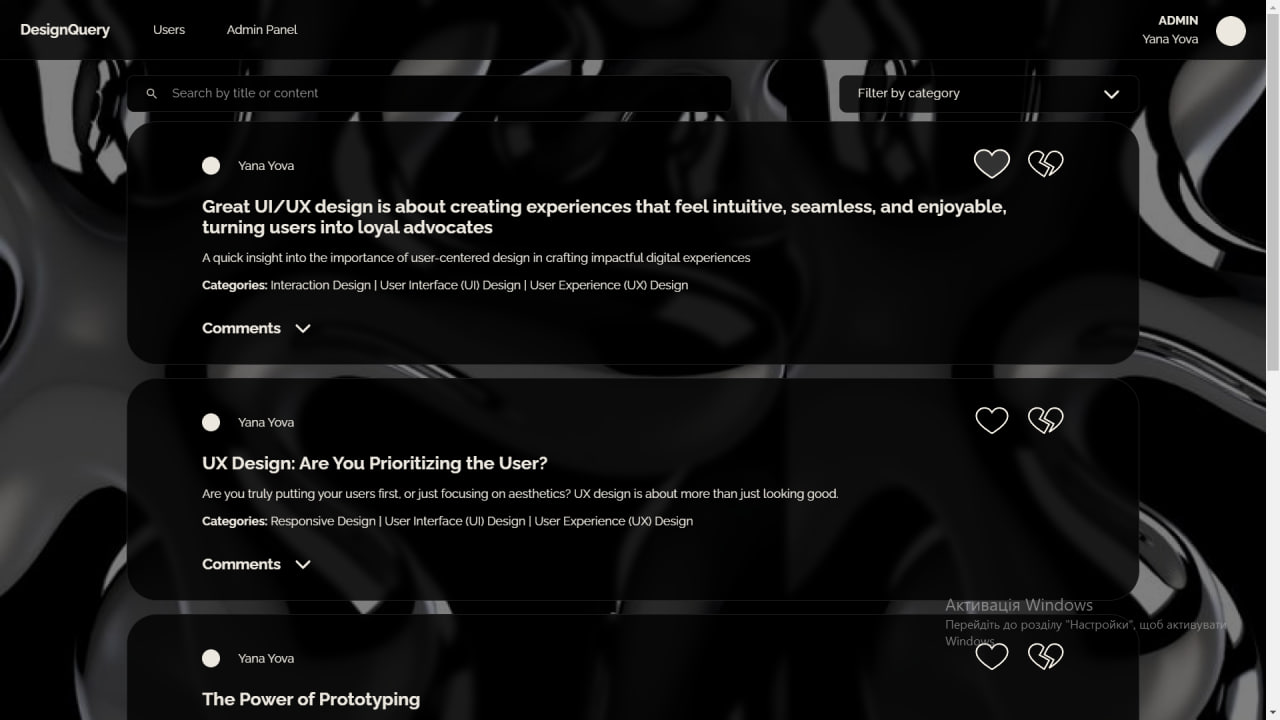 DesignQuery
Users
Admin Panel
ADMIN
Yana Yova
Search by title or content
Filter by category
Yana Yova
Great UI/UX design is about creating experiences that feel intuitive, seamless, and enjoyable,
turning users into loyal advocates
A quick insight into the importance of user-centered design in crafting impactful digital experiences
Categories: Interaction Design | User Interface (UI) Design | User Experience (UX) Design
Comments
Yana Yova
UX Design: Are You Prioritizing the User?
Are you truly putting your users first, or just focusing on aesthetics? UX design is about more than just looking good.
Categories: Responsive Design | User Interface (UI) Design | User Experience (UX) Design
Comments
Активація Windows
Перейдіть до розділу "Настройки", щоб активувати
Windows.
Yana Yova
The Power of Prototyping